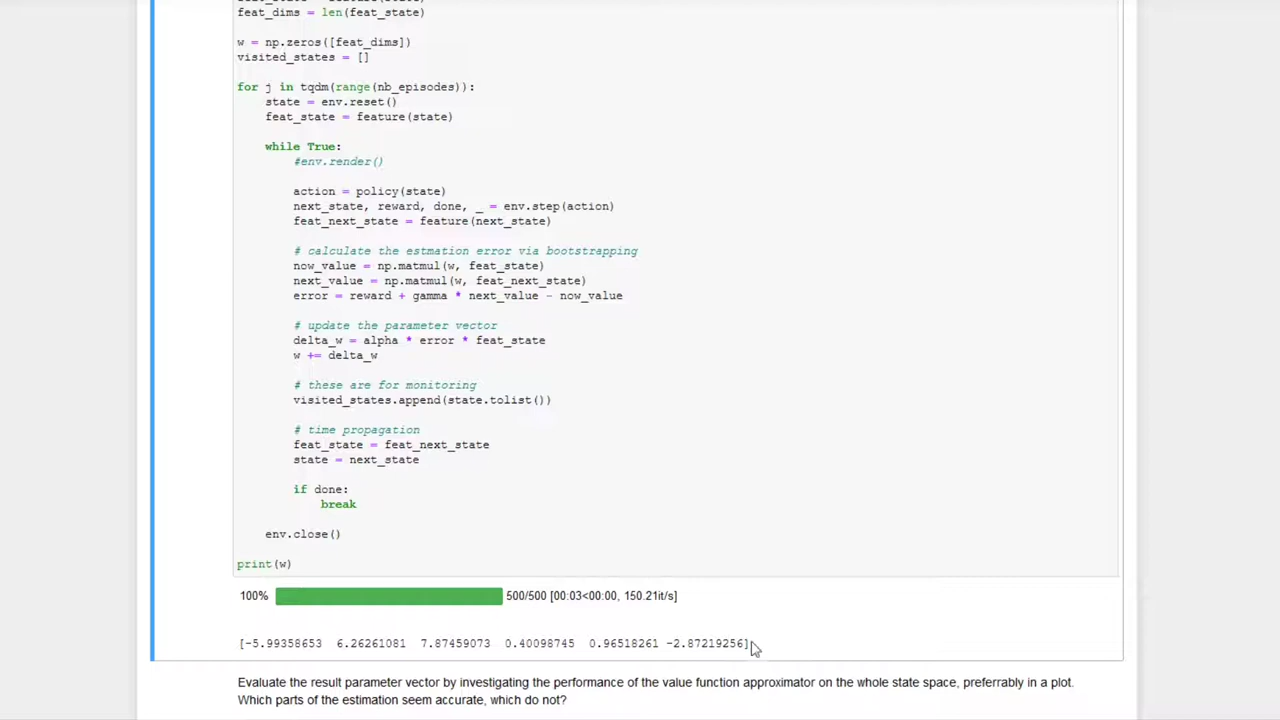 feat_dims = len(feat_state)
w = np.zeros([feat_dims])
visited_states = []
for j in tqdm(range(nb_episodes)):
state = env.reset()
feat_state = feature(state)
while True:
#env.render()
action = policy(state)
next_state, reward, done, _ = env.step(action)
feat_next_state = feature(next_state)
# calculate the estmation error via bootstrapping
now_value = np.matmul(w, feat_state)
next_value = np.matmul(w, feat_next_state)
error = reward + gamma * next_value - now_value
# update the parameter vector
delta_w = alpha * error * feat_state
w += delta_w
# these are for monitoring
visited_states.append(state.tolist())
# time propagation
feat_state = feat_next_state
state = next_state
if done:
break
env.close()
print(w)
100% 500/500 [00:03<00:00, 150.21it/s]
[-5.99358653 6.26261081 7.87459073 0.40098745 0.96518261 -2.87219256]
Evaluate the result parameter vector by investigating the performance of the value function approximator on the whole state space, preferrably in a plot.
Which parts of the estimation seem accurate, which do not?